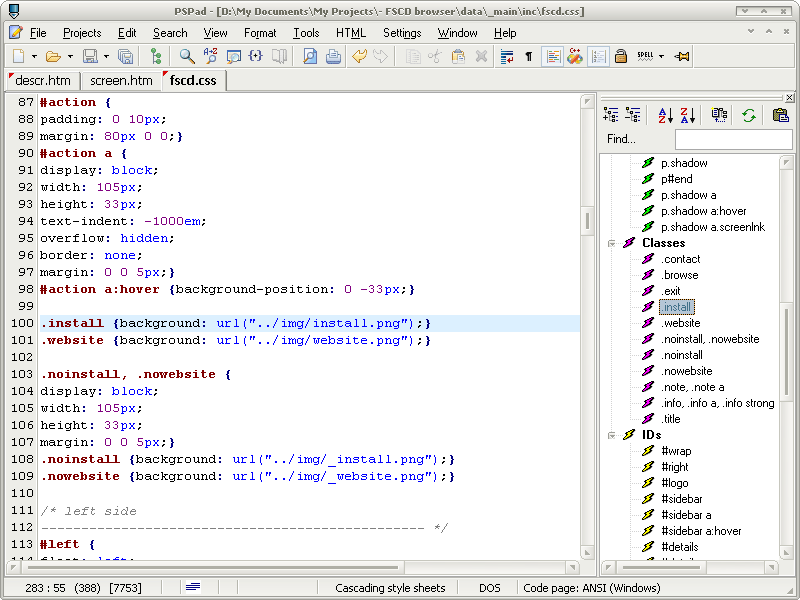 PSPad - [D:\My Documents\My Projects\- FSCD browser\data\_main\inc\fscd.css]
File Projects Edit Search View Format Tools HTML Settings Window Help
SPELL
descr.htm screen.htm fscd.css
87 #action {
88 padding: 0 10px;
89 margin: 80px 0 0;}
90 #action a {
91 display: block;
92 width: 105px;
93 height: 33px;
94 text-indent: -1000em;
95 overflow: hidden;
96 border: none;
97 margin: 0 0 5px;}
98 #action a:hover {background-position: 0 -33px;}
99
100 .install {background: url("../img/install.png");}
101 .website {background: url("../img/website.png");}
102
103 .noinstall, .nowebsite {
104 display: block;
105 width: 105px;
106 height: 33px;
107 margin: 0 0 5px;}
108 .noinstall {background: url("../img/_install.png");}
109 .nowebsite {background: url("../img/_website.png");}
110
111 /* left side
112 ------------------------------------------------ */
113 #left {
Find...
p.shadow
p#end
p.shadow a
p.shadow a:hover
p.shadow a.screenlnk
Classes
.contact
.browse
.exit
.install
.website
.noinstall, .nowebsite
.noinstall
.nowebsite
.note, .note a
.info, .info a, .info strong
.title
IDs
#wrap
#right
#logo
#sidebar
#sidebar a
#sidebar a:hover
#details
283 : 55 (388) [7753] Cascading style sheets DOS Code page: ANSI (Windows)